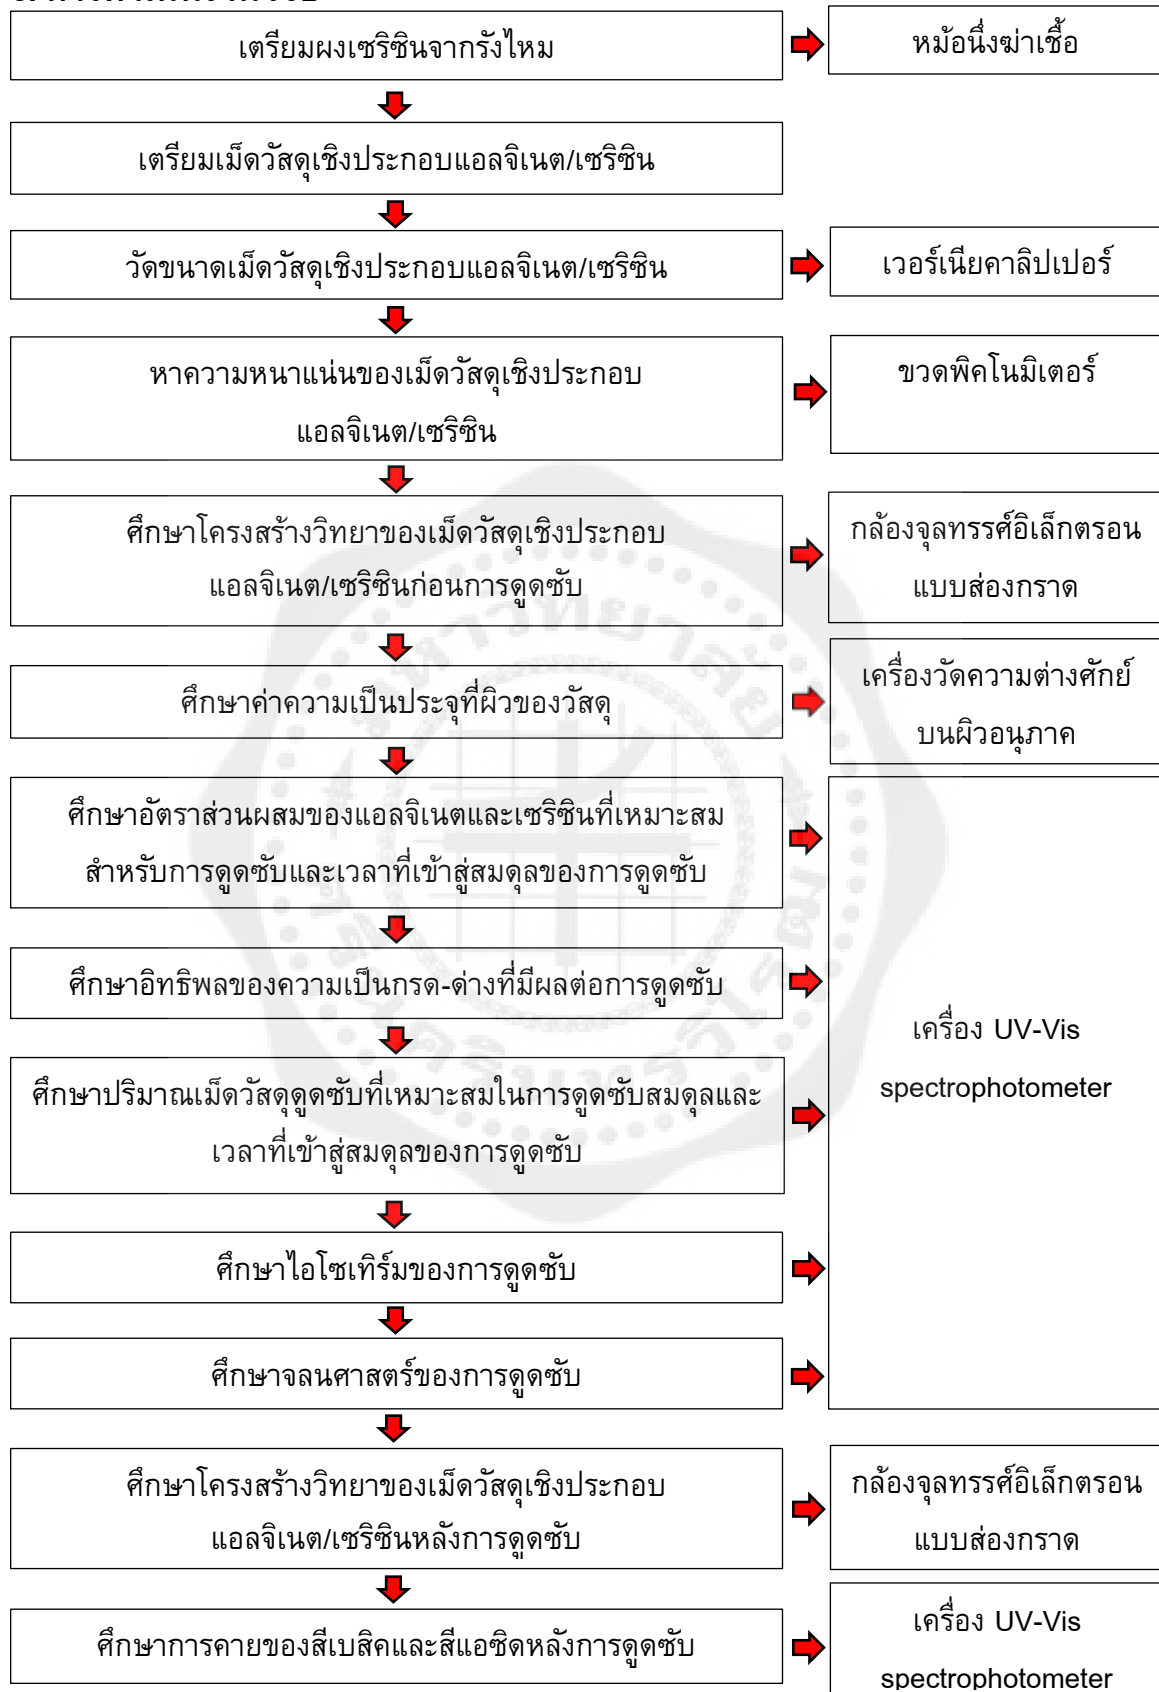 เตรียมผงเซริซินจากรังไหม
หม้อนึ่งฆ่าเชื้อ
เตรียมเม็ดวัสดุเชิงประกอบแอลจิเนต/เซริซิน
วัดขนาดเม็ดวัสดุเชิงประกอบแอลจิเนต/เซริซิน
เวอร์เนียคาลิปเปอร์
หาความหนาแน่นของเม็ดวัสดุเชิงประกอบ
แอลจิเนต/เซริซิน
ขวดพิคโนมิเตอร์
ศึกษาโครงสร้างวิทยาของเม็ดวัสดุเชิงประกอบ
แอลจิเนต/เซริซินก่อนการดูดซับ
กล้องจุลทรรศ์อิเล็กตรอน
แบบส่องกราด
ศึกษาค่าความเป็นประจุที่ผิวของวัสดุ
เครื่องวัดความต่างศักย์
บนผิวอนุภาค
ศึกษาอัตราส่วนผสมของแอลจิเนตและเซริซินที่เหมาะสม
สำหรับการดูดซับและเวลาที่เข้าสู่สมดุลของการดูดซับ
ศึกษาอิทธิพลของความเป็นกรด-ด่างที่มีผลต่อการดูดซับ
เครื่อง UV-Vis
spectrophotometer
ศึกษาปริมาณเม็ดวัสดุดูดซับที่เหมาะสมในการดูดซับสมดุลและ
เวลาที่เข้าสู่สมดุลของการดูดซับ
ศึกษาไอโซเทิร์มของการดูดซับ
ศึกษาจลนศาสตร์ของการดูดซับ
ศึกษาโครงสร้างวิทยาของเม็ดวัสดุเชิงประกอบ
แอลจิเนต/เซริซินหลังการดูดซับ
กล้องจุลทรรศ์อิเล็กตรอน
แบบส่องกราด
ศึกษาการคายของสีเบสิคและสีแอซิดหลังการดูดซับ
เครื่อง UV-Vis
spectrophotometer
มหาวิทยาลัย
ศรีนครินทรวิโรฒ